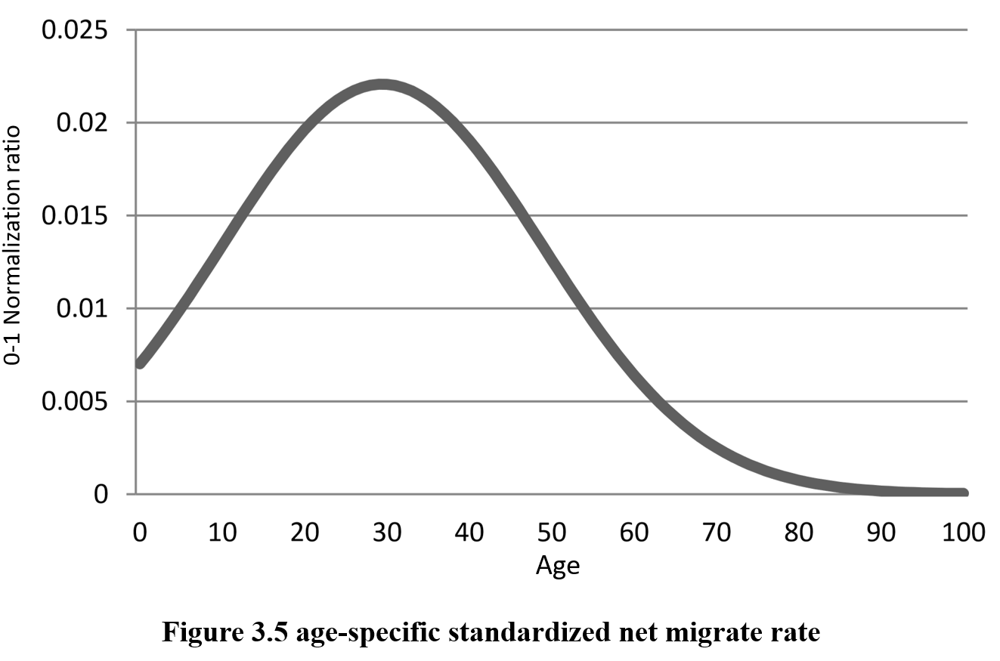 0.025
0.02
0.015
0.01
0.005
0
0-1 Normalization ratio
0 10 20 30 40 50 60 70 80 90 100
Age
Figure 3.5 age-specific standardized net migrate rate